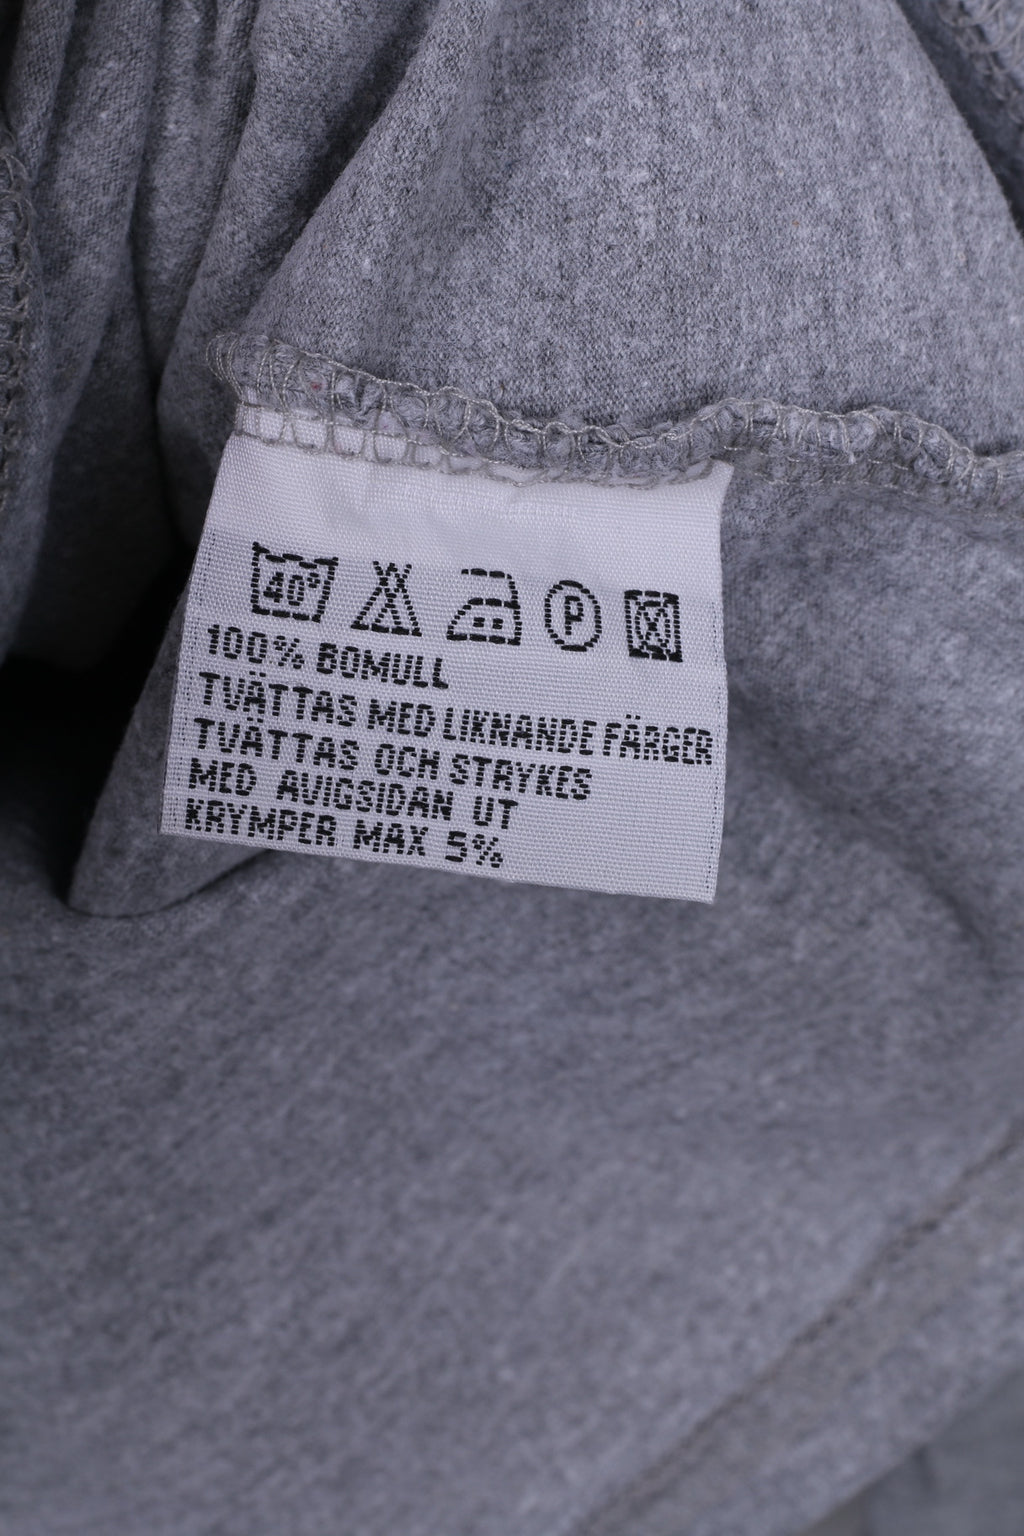 40°
P
100% BOMULL
TVÄTTAS MED LIKNANDE FÄRGER
TVÄTTAS OCH STRYKES
MED AVIGSIDAN UT
KRYMPER MAX 5%